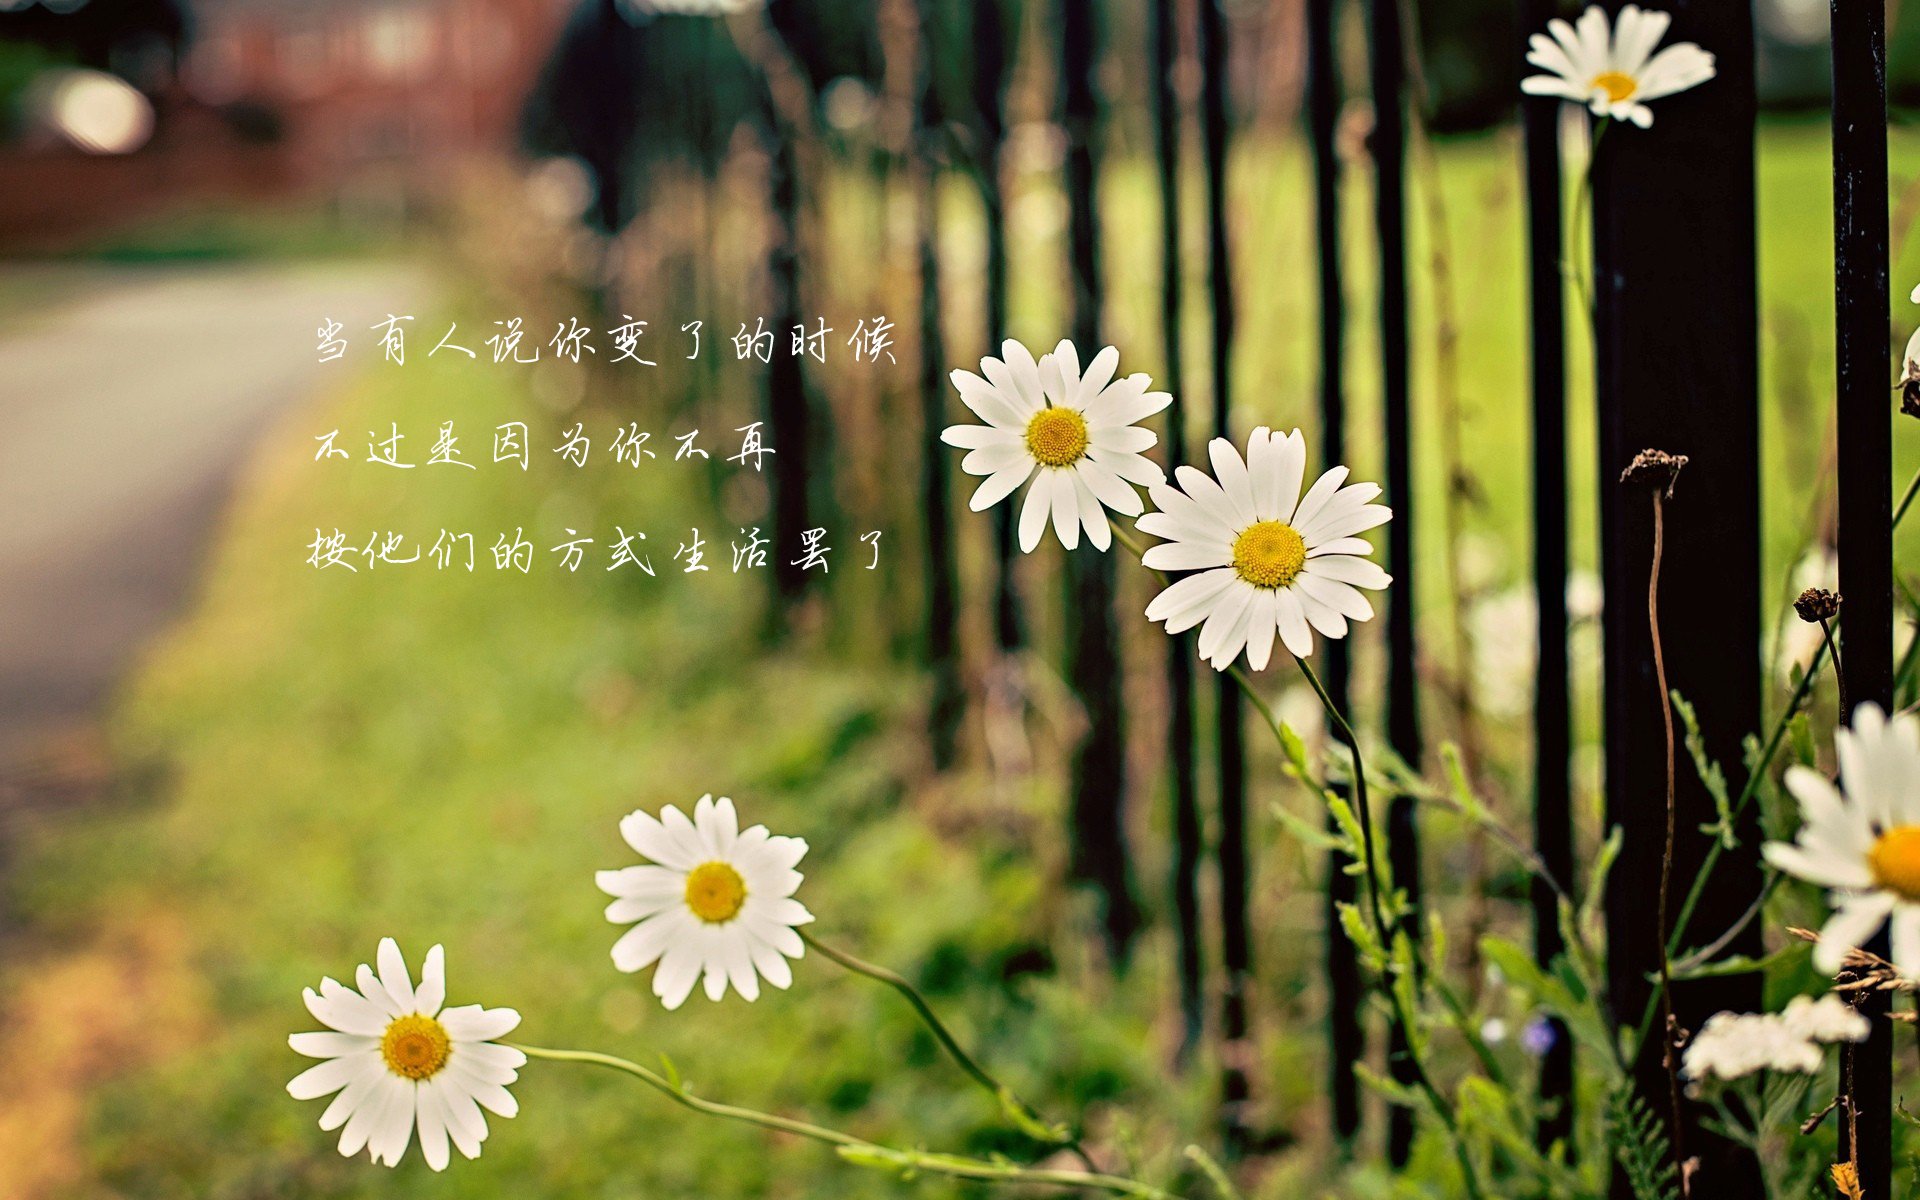 当有人说你变了的时候
不过是因为你不再
按他们的方式生活罢了